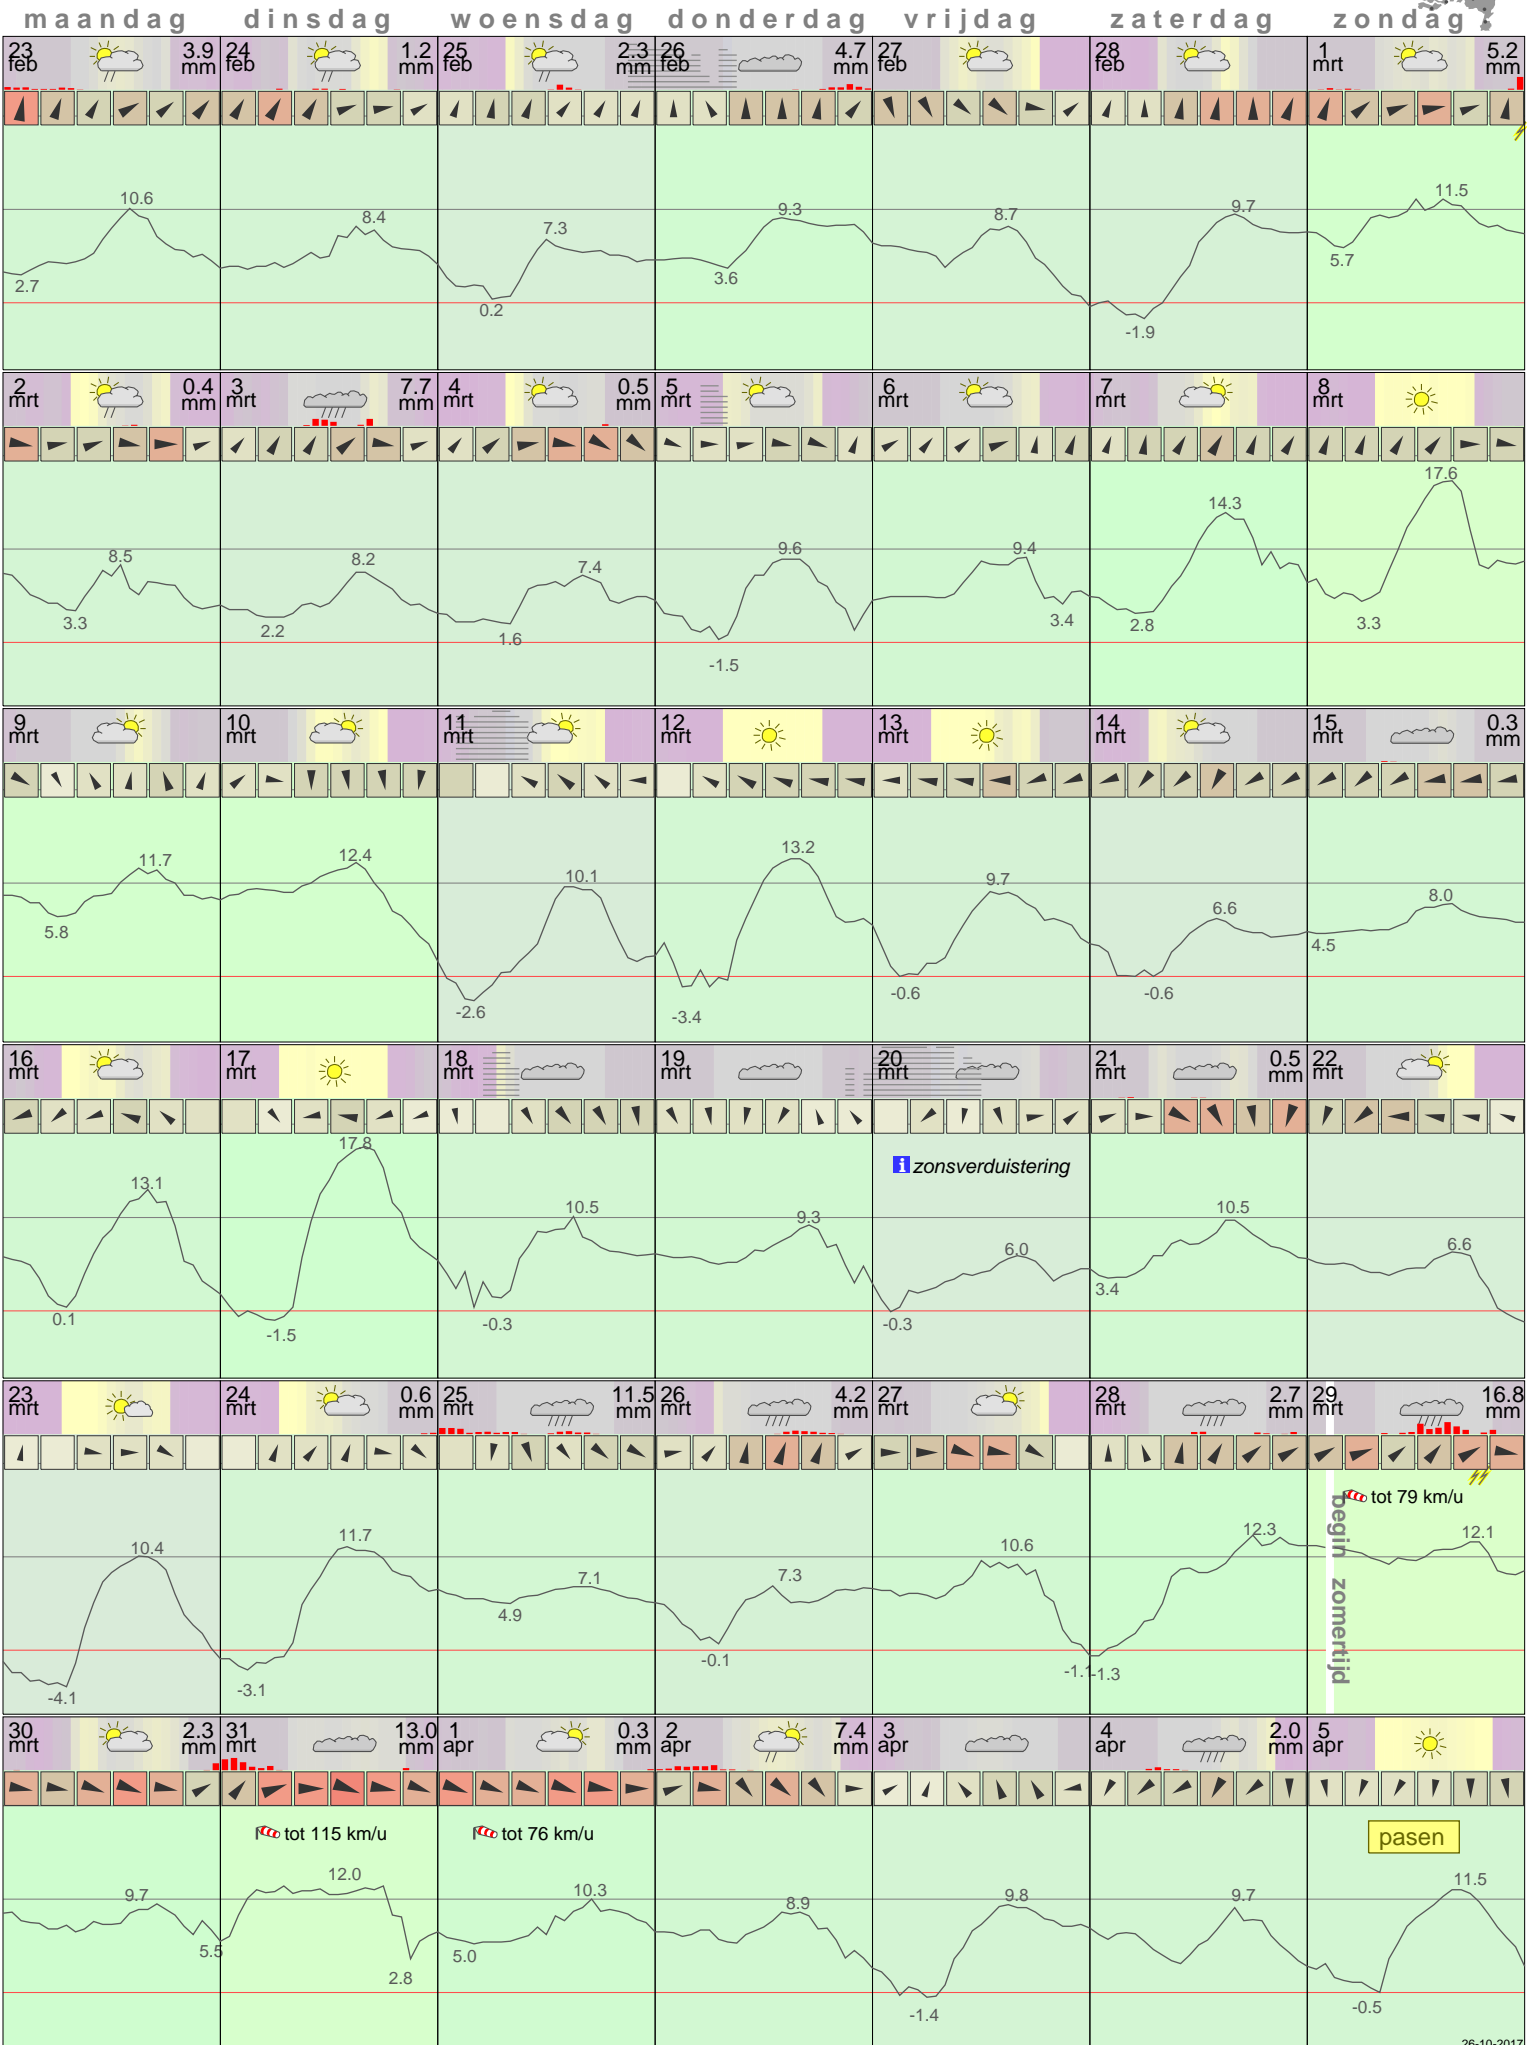 maandag dinsdag woensdag donderdag vrijdag zaterdag zondag
23 3.9 24 1.2 25 2.3 26 4.7 27 28 1 5.2
feb mm feb mm feb mm feb mm feb feb mrt mm
10.6 8.4 7.3 9.3 8.7 9.7 11.5
2.7 0.2 3.6 -1.9 5.7
2 0.4 3 7.7 4 0.5 5 6 7 8
mrt mm mrt mm mrt mm mrt mrt mrt mrt
8.5 8.2 7.4 9.6 9.4 14.3 17.6
3.3 2.2 1.6 -1.5 3.4 2.8 3.3
9 10 11 12 13 14 15 0.3
mrt mrt mrt mrt mrt mrt mrt mm
11.7 12.4 10.1 13.2 9.7 6.6 8.0
5.8 -2.6 -3.4 -0.6 -0.6 4.5
16 17 18 19 20 21 0.5 22
mrt mrt mrt mrt mrt mrt mm mrt
i zonsverduistering
13.1 17.8 10.5 9.3 6.0 10.5 6.6
0.1 -1.5 -0.3 -0.3 3.4
23 24 0.6 25 11.5 26 4.2 27 28 2.7 29 16.8
mrt mrt mm mrt mm mrt mm mrt mrt mm mrt mm
tot 79 km/u
begin zomertijd
10.4 11.7 7.1 7.3 10.6 12.3 12.1
-4.1 -3.1 4.9 -0.1 -1.1 -1.3
30 2.3 31 13.0 1 0.3 2 7.4 3 4 2.0 5
mrt mm mrt mm apr mm apr mm apr apr mm apr
tot 115 km/u tot 76 km/u pasen
9.7 12.0 10.3 8.9 9.8 9.7 11.5
5.5 2.8 5.0 -1.4 -0.5
26-10-2017